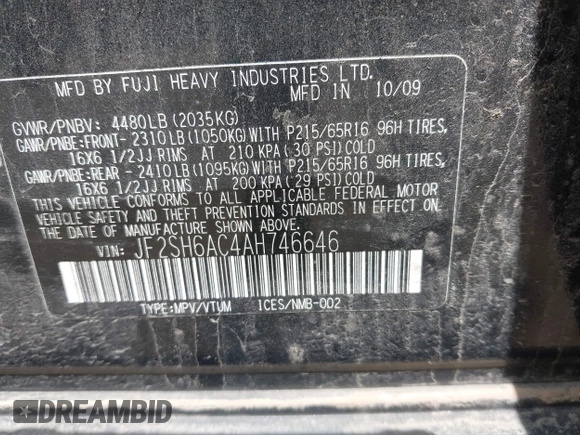 MFD BY FUJI HEAVY INDUSTRIES LTD.
MFD IN 10/09
GVWR/PNBV: 4480LB (2035KG)
GAWR/PNBE:FRONT- 2310LB (1050KG) WITH P215/65R16 96H TIRES,
16X6 1/2JJ RIMS AT 210 KPA ( 30 PSI) COLD
GAWR/PNBE:REAR - 2410LB (1095KG) WITH P215/65R16 96H TIRES,
16X6 1/2JJ RIMS AT 200 KPA (29 PSI) COLD
THIS VEHICLE CONFORMS TO ALL APPLICABLE FEDERAL MOTOR
VEHICLE SAFETY AND THEFT PREVENTION STANDARDS IN EFFECT
ON THE DATE OF MANUFACTURE SHOWN ABOVE.
VIN: JF2SH6AC4AH746646
TYPE:MPV/VTUM ICES/NMB-002
DREAMBID